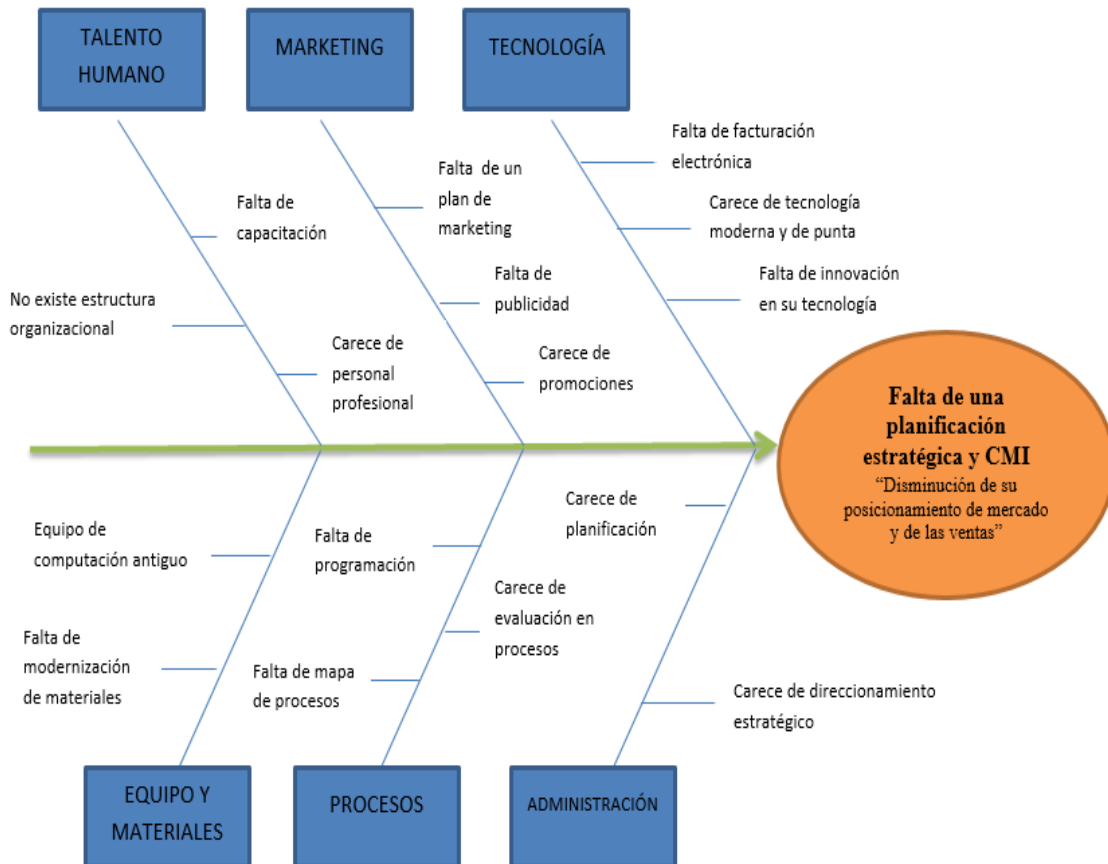 TALENTO
HUMANO
MARKETING
TECNOLOGÍA
Falta de facturación
electrónica
Falta de un
plan de
marketing
Falta de
capacitación
Carece de tecnología
moderna y de punta
Falta de
publicidad
Falta de innovación
en su tecnología
No existe estructura
organizacional
Carece de
personal
profesional
Carece de
promociones
Falta de una
planificación
estratégica y CMI
“Disminución de su
posicionamiento de mercado
y de las ventas”
Equipo de
computación antiguo
Falta de
programación
Carece de
planificación
Carece de
evaluación en
procesos
Falta de
modernización
de materiales
Falta de mapa
de procesos
Carece de direccionamiento
estratégico
EQUIPO Y
MATERIALES
PROCESOS
ADMINISTRACIÓN